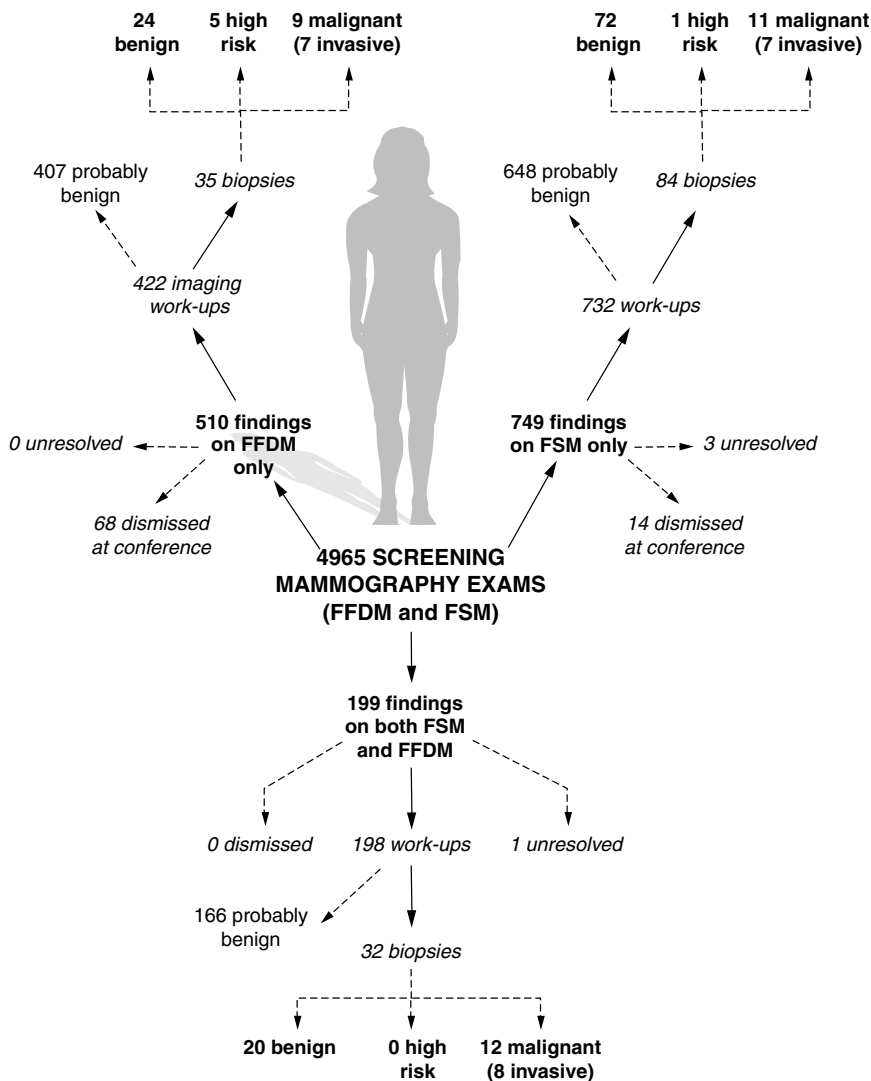 24
benign
5 high
risk
9 malignant
(7 invasive)
72
benign
1 high
risk
11 malignant
(7 invasive)
407 probably
benign
35 biopsies
648 probably
benign
84 biopsies
422 imaging
work-ups
732 work-ups
510 findings
on FFDM
only
0 unresolved
68 dismissed
at conference
749 findings
on FSM only
3 unresolved
14 dismissed
at conference
4965 SCREENING
MAMMOGRAPHY EXAMS
(FFDM and FSM)
199 findings
on both FSM
and FFDM
0 dismissed
198 work-ups
1 unresolved
166 probably
benign
32 biopsies
20 benign
0 high
risk
12 malignant
(8 invasive)